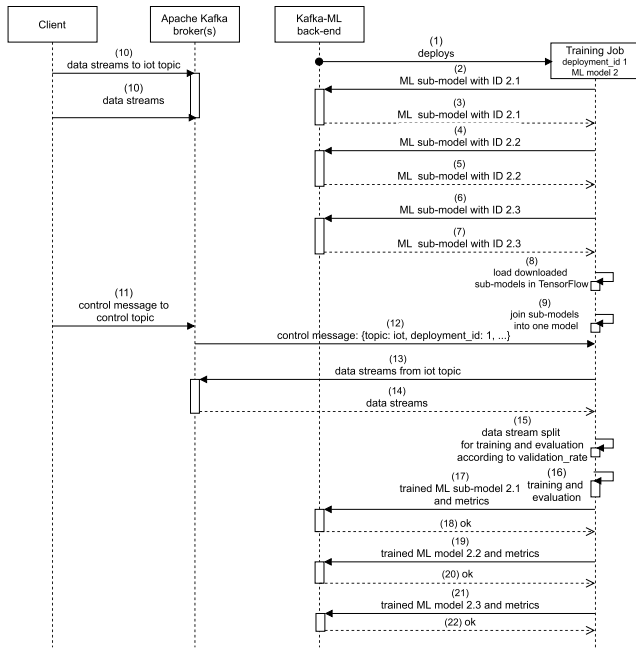 Client
Apache Kafka
broker(s)
Kafka-ML
back-end
Training Job
deployment_id 1
ML model 2
(1)
deploys
(10)
data streams to iot topic
(2)
ML sub-model with ID 2.1
(10)
data streams
(3)
ML sub-model with ID 2.1
(4)
ML sub-model with ID 2.2
(5)
ML sub-model with ID 2.2
(6)
ML sub-model with ID 2.3
(7)
ML sub-model with ID 2.3
(8)
load downloaded
sub-models in TensorFlow
(11)
control message to
control topic
(9)
join sub-models
into one model
(12)
control message: {topic: iot, deployment_id: 1, ...}
(13)
data streams from iot topic
(14)
data streams
(15)
data stream split
for training and evaluation
according to validation_rate
(16)
training and
evaluation
(17)
trained ML sub-model 2.1
and metrics
(18) ok
(19)
trained ML model 2.2 and metrics
(20) ok
(21)
trained ML model 2.3 and metrics
(22) ok